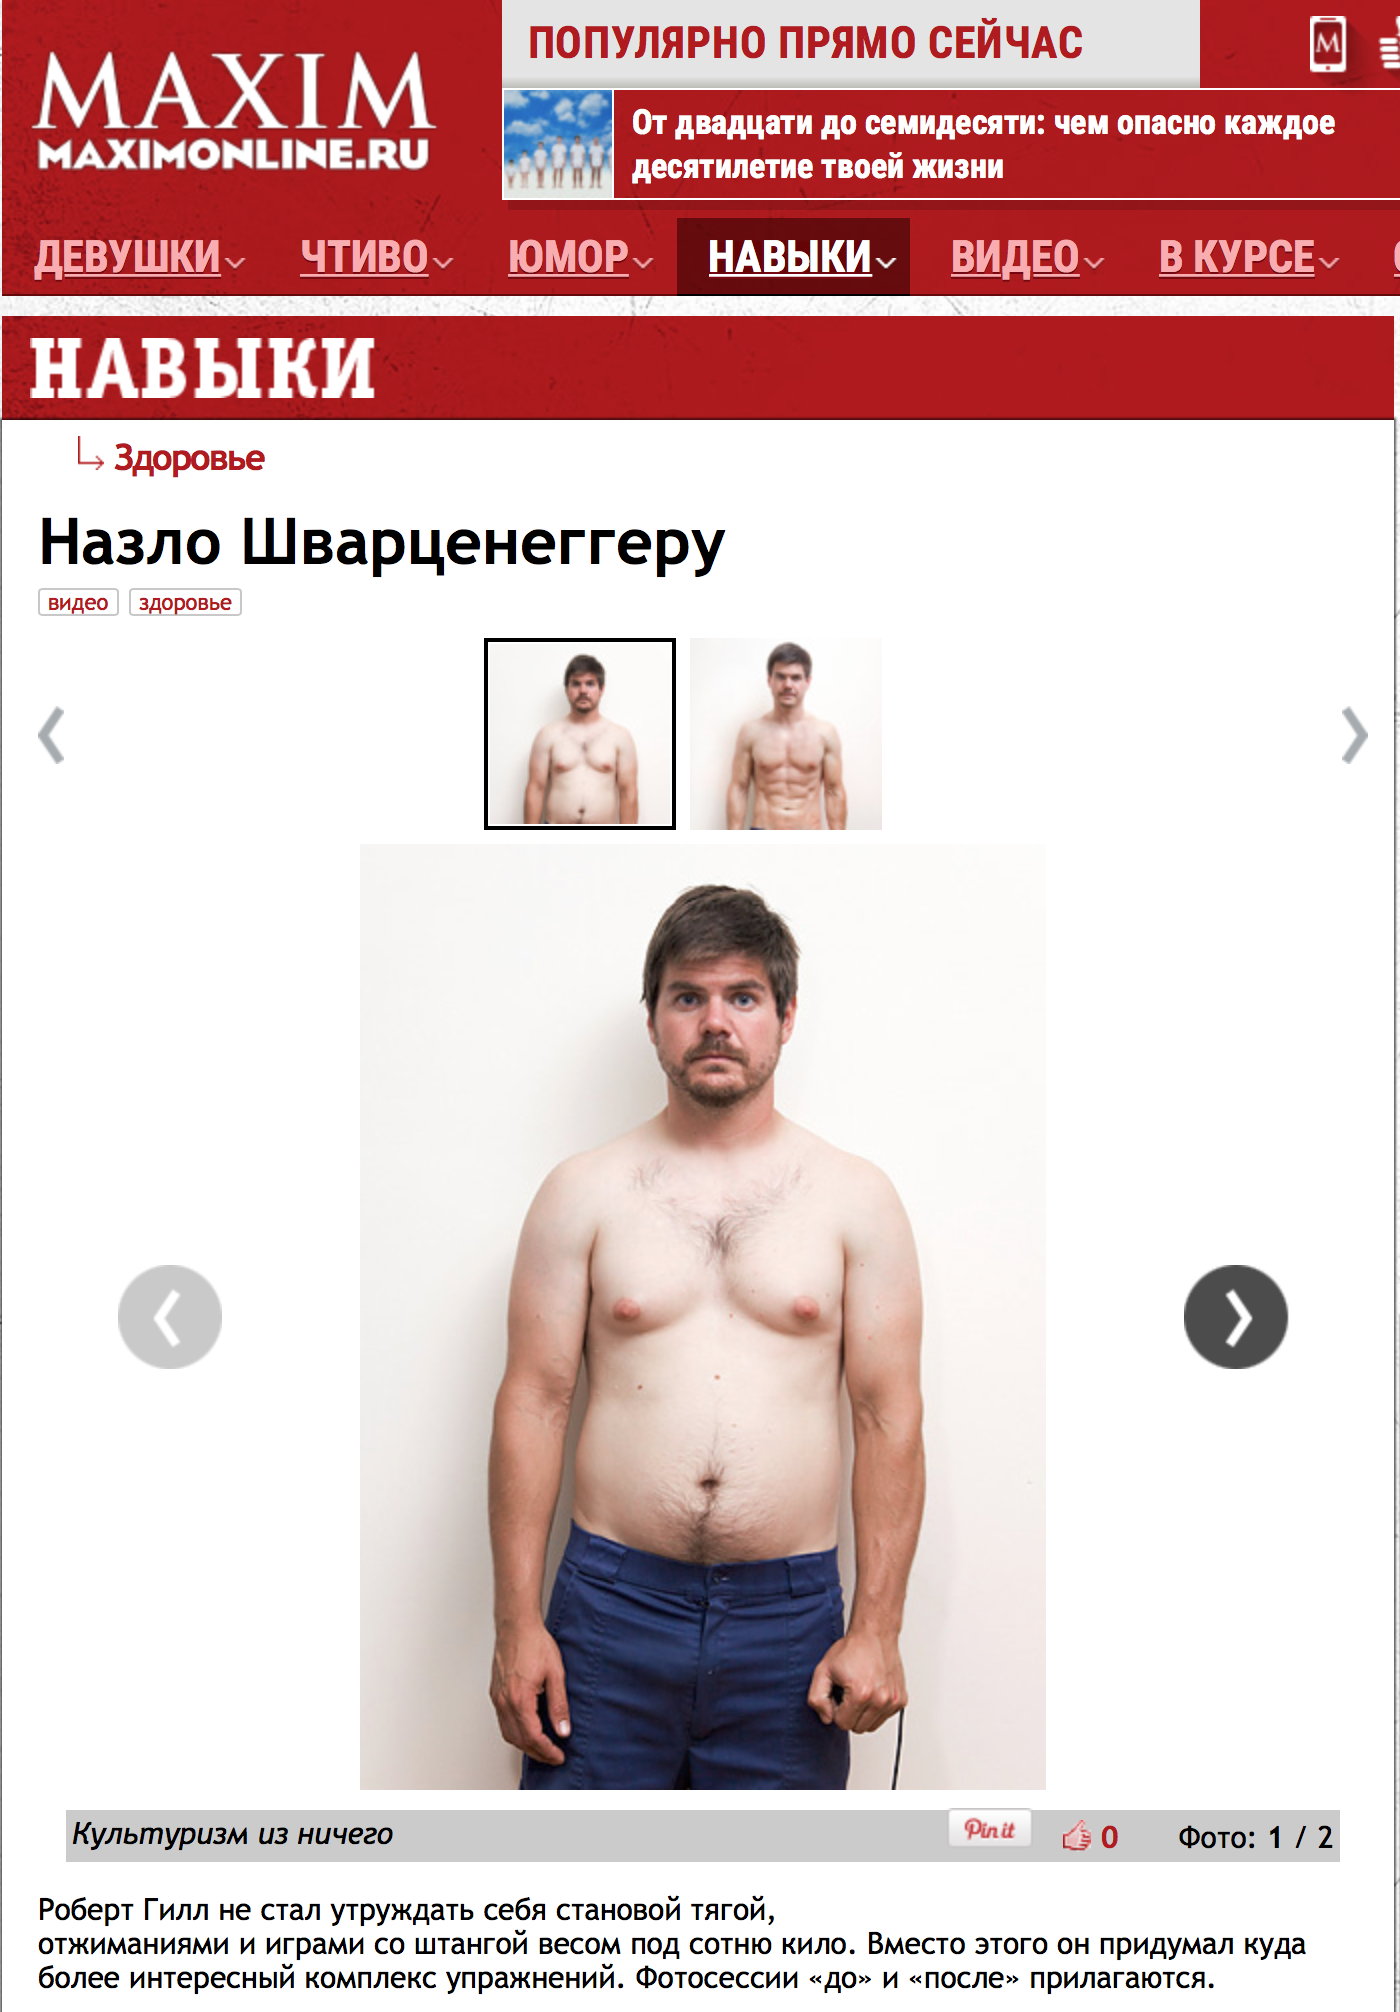 MAXIM
MAXIMONLINE.RU
ПОПУЛЯРНО ПРЯМО СЕЙЧАС
M
От двадцати до семидесяти: чем опасно каждое
десятилетие твоей жизни
ДЕВУШКИ ЧТИВО ЮМОР НАВЫКИ ВИДЕО В КУРСЕ
НАВЫКИ
Здоровье
Назло Шварценеггеру
видео здоровье
Культуризм из ничего Pin it 0 Фото: 1 / 2
Роберт Гилл не стал утруждать себя становой тягой,
отжиманиями и играми со штангой весом под сотню кило. Вместо этого он придумал куда
более интересный комплекс упражнений. Фотосессии «до» и «после» прилагаются.